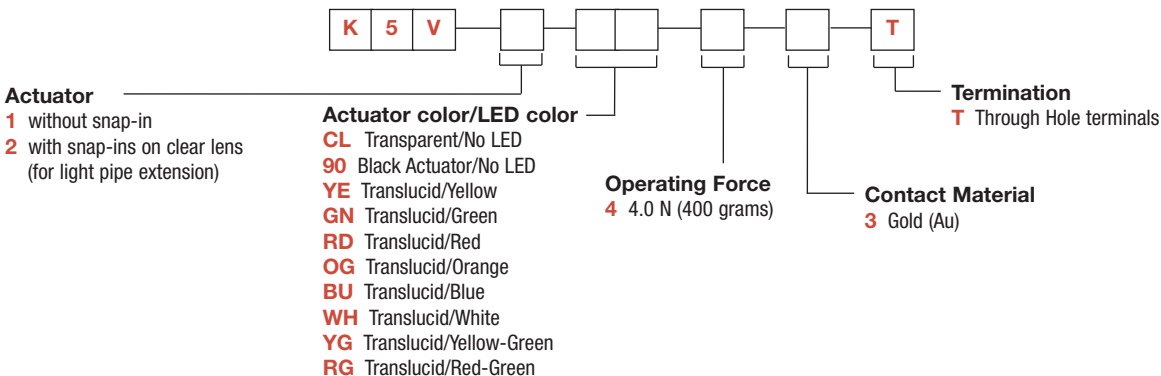 K 5 V T
Actuator
1 without snap-in
2 with snap-ins on clear lens
(for light pipe extension)
Actuator color/LED color
CL Transparent/No LED
90 Black Actuator/No LED
YE Translucid/Yellow
GN Translucid/Green
RD Translucid/Red
OG Translucid/Orange
BU Translucid/Blue
WH Translucid/White
YG Translucid/Yellow-Green
RG Translucid/Red-Green
Operating Force
4 4.0 N (400 grams)
Contact Material
3 Gold (Au)
Termination
T Through Hole terminals